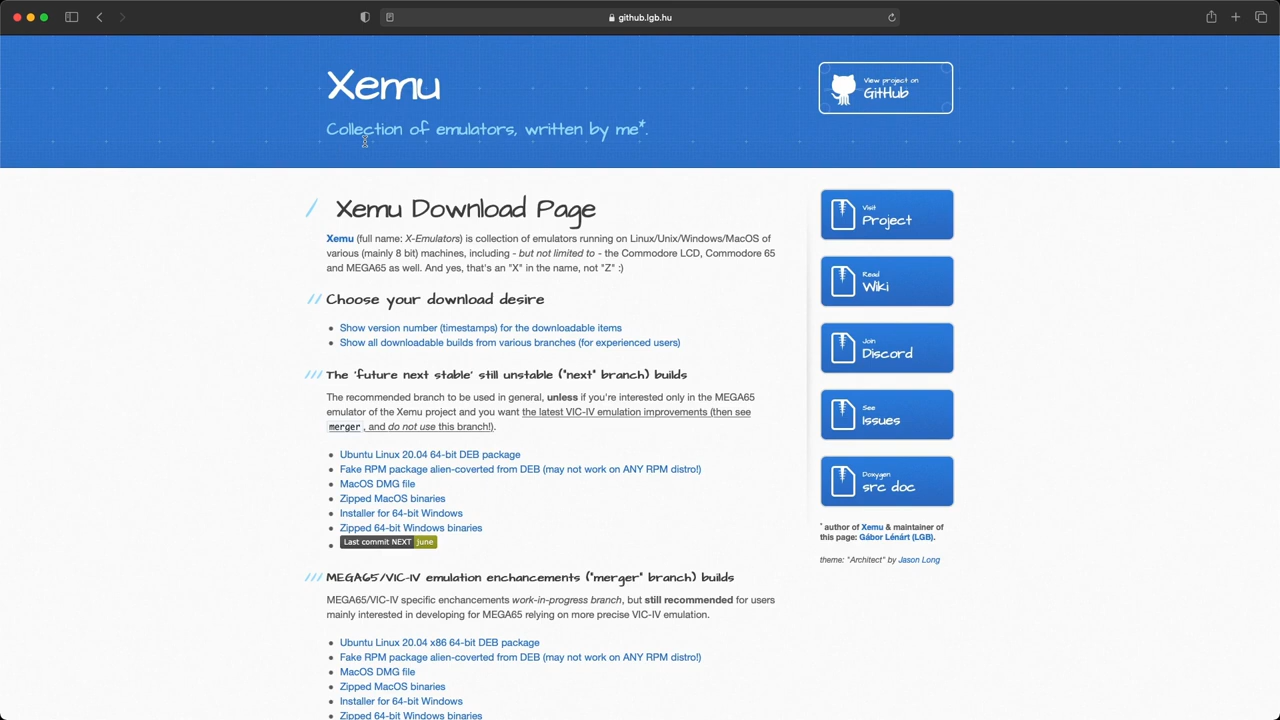 github.lgb.hu
Xemu
Collection of emulators, written by me*.
View project on
GitHub
Xemu Download Page
Xemu (full name: X-Emulators) is collection of emulators running on Linux/Unix/Windows/MacOS of
various (mainly 8 bit) machines, including - but not limited to - the Commodore LCD, Commodore 65
and MEGA65 as well. And yes, that's an "X" in the name, not "Z" :)
Choose your download desire
Show version number (timestamps) for the downloadable items
Show all downloadable builds from various branches (for experienced users)
The 'future next stable' still unstable ("next" branch) builds
The recommended branch to be used in general, unless if you're interested only in the MEGA65
emulator of the Xemu project and you want the latest VIC-IV emulation improvements (then see
merger , and do not use this branch!).
Ubuntu Linux 20.04 64-bit DEB package
Fake RPM package alien-coverted from DEB (may not work on ANY RPM distro!)
MacOS DMG file
Zipped MacOS binaries
Installer for 64-bit Windows
Zipped 64-bit Windows binaries
Last commit NEXT June
MEGA65/VIC-IV emulation enchancements ("merger" branch) builds
MEGA65/VIC-IV specific enchancements work-in-progress branch, but still recommended for users
mainly interested in developing for MEGA65 relying on more precise VIC-IV emulation.
Ubuntu Linux 20.04 x86 64-bit DEB package
Fake RPM package alien-coverted from DEB (may not work on ANY RPM distro!)
MacOS DMG file
Zipped MacOS binaries
Installer for 64-bit Windows
Zipped 64-bit Windows binaries
Visit
Project
Read
Wiki
Join
Discord
See
Issues
Doxygen
src doc
* author of Xemu & maintainer of
this page: Gábor Lénárt (LGB).
theme: "Architect" by Jason Long